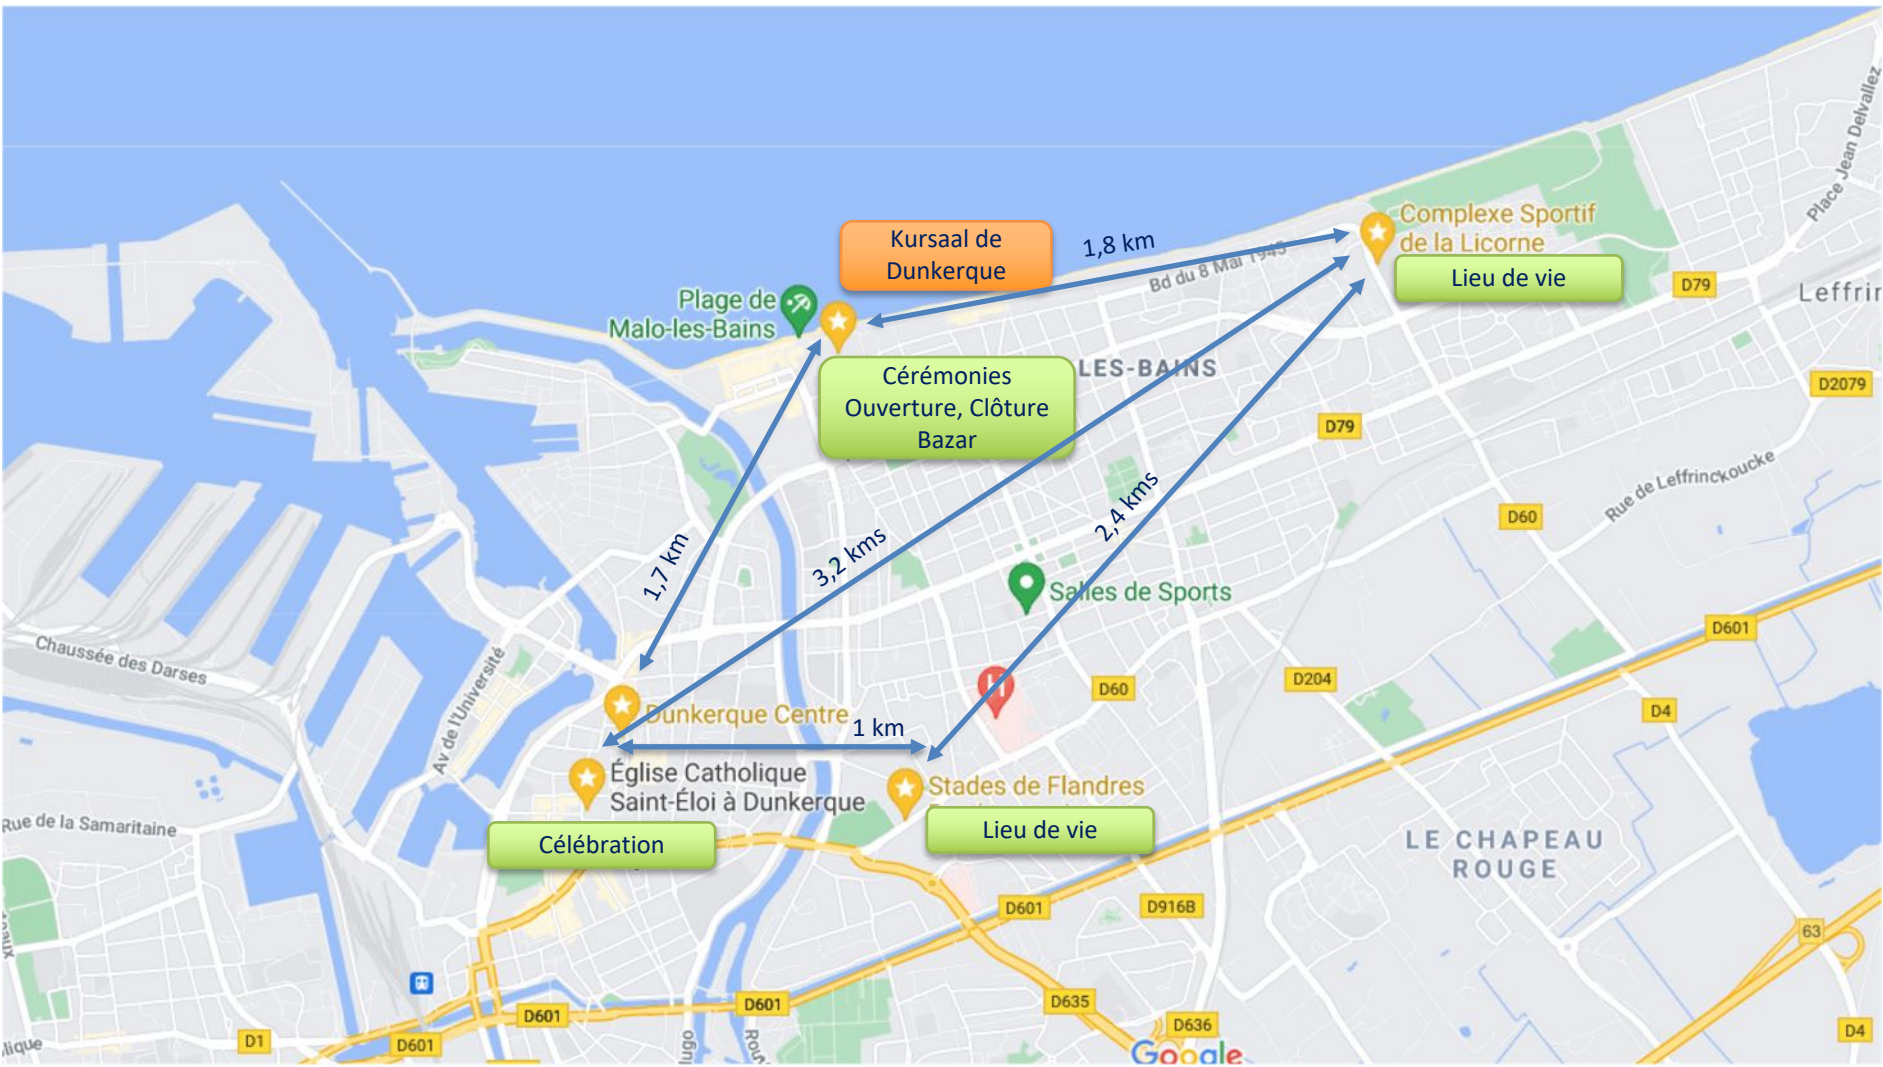 Place Jean Delvallez
Kursaal de
Dunkerque
1,8 km
Bd du 8 Mai 1945
Complexe Sportif
de la Licorne
Lieu de vie
D79
Leffrir
Plage de
Malo-les-Bains
Cérémonies
Ouverture, Clôture
Bazar
LES-BAINS
D2079
D79
Rue de Leffrinckoucke
D60
2,4 kms
3,2 kms
1,7 km
Salles de Sports
D601
Chaussée des Darses
Av de l'Université
D60
D204
D4
Dunkerque Centre
1 km
Église Catholique
Saint-Éloi à Dunkerque
Célébration
Stades de Flandres
Lieu de vie
Rue de la Samaritaine
LE CHAPEAU
ROUGE
D601
D916B
63
D601
D601
D635
D636
D1
D601
D4
Google